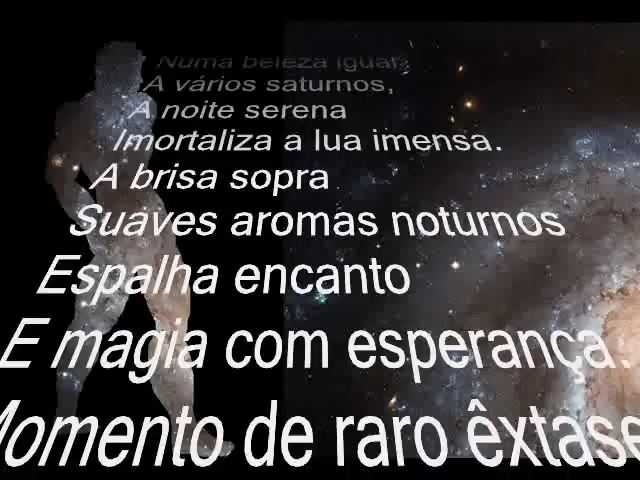 Numa beleza igual
A vários saturnos,
A noite serena
Imortaliza a lua imensa.
A brisa sopra
Suaves aromas noturnos
Espalha encanto
E magia com esperança.
Momento de raro êxtase